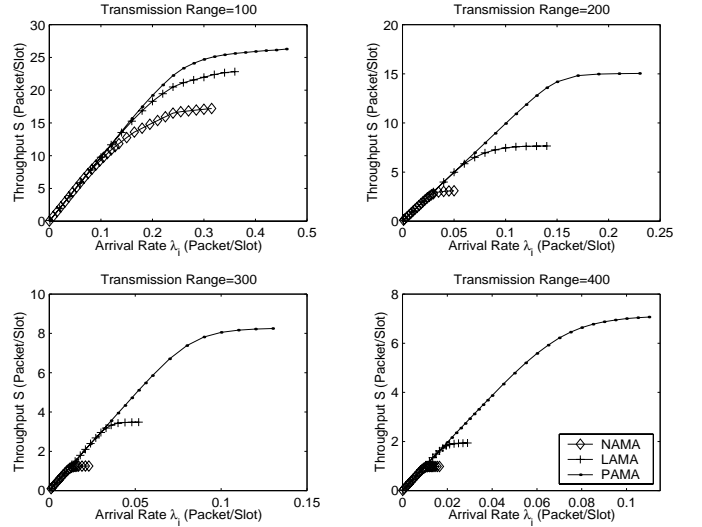 Transmission Range=100
30
25
20
15
10
5
0
Throughput S (Packet/Slot)
0 0.1 0.2 0.3 0.4 0.5
Arrival Rate λi (Packet/Slot)
Transmission Range=200
20
15
10
5
0
Throughput S (Packet/Slot)
0 0.05 0.1 0.15 0.2 0.25
Arrival Rate λi (Packet/Slot)
Transmission Range=300
10
8
6
4
2
0
Throughput S (Packet/Slot)
0 0.05 0.1 0.15
Arrival Rate λi (Packet/Slot)
Transmission Range=400
8
6
4
2
0
Throughput S (Packet/Slot)
0 0.02 0.04 0.06 0.08 0.1
Arrival Rate λi (Packet/Slot)
NAMA
LAMA
PAMA